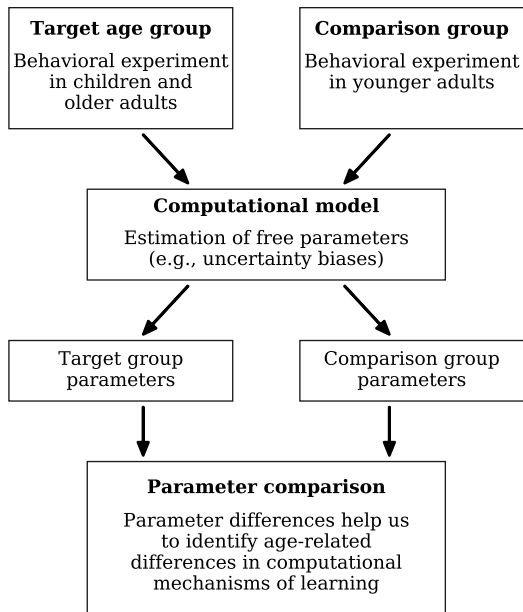 Target age group
Behavioral experiment
in children and
older adults
Comparison group
Behavioral experiment
in younger adults
Computational model
Estimation of free parameters
(e.g., uncertainty biases)
Target group
parameters
Comparison group
parameters
Parameter comparison
Parameter differences help us
to identify age-related
differences in computational
mechanisms of learning